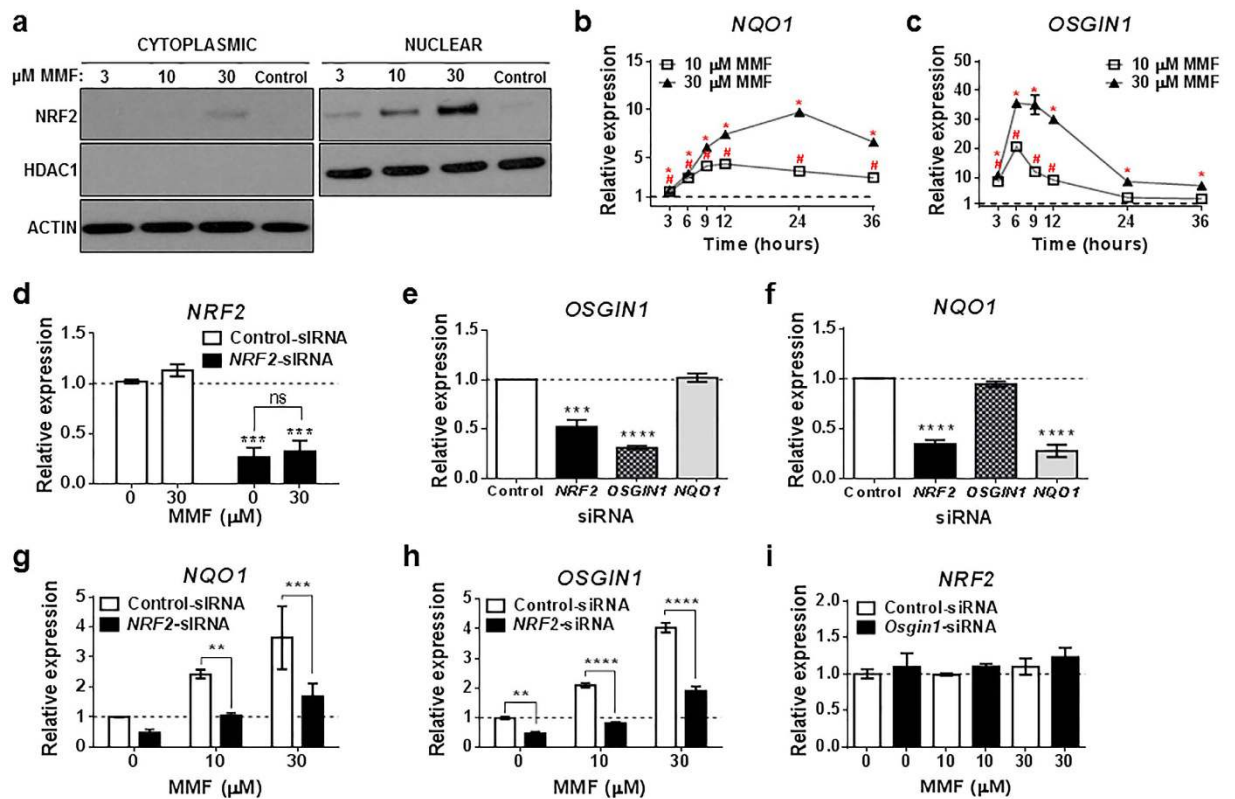 a
CYTOPLASMIC NUCLEAR
µM MMF: 3 10 30 Control 3 10 30 Control
NRF2
HDAC1
ACTIN
b
NQO1
Relative expression
15
10
5
1
10 µM MMF
30 µM MMF
* * * * * *
# # # # # #
3 6 9 12 24 36
Time (hours)
c
OSGIN1
Relative expression
50
40
30
20
10
1
10 µM MMF
30 µM MMF
* * * * * *
# # # #
3 6 9 12 24 36
Time (hours)
d
NRF2
Relative expression
1.5
1.0
0.5
0.0
Control-siRNA
NRF2-siRNA
ns
*** ***
0 30 0 30
MMF (µM)
e
OSGIN1
Relative expression
1.5
1.0
0.5
0.0
*** ****
Control NRF2 OSGIN1 NQO1
siRNA
f
NQO1
Relative expression
1.5
1.0
0.5
0.0
**** ****
Control NRF2 OSGIN1 NQO1
siRNA
g
NQO1
Relative expression
5
4
3
2
1
0
Control-siRNA
NRF2-siRNA
** ***
0 10 30
MMF (µM)
h
OSGIN1
Relative expression
5
4
3
2
1
0
Control-siRNA
NRF2-siRNA
** **** ****
0 10 30
MMF (µM)
i
NRF2
Relative expression
2.0
1.5
1.0
0.5
0.0
Control-siRNA
Osgin1-siRNA
0 0 10 10 30 30
MMF (µM)